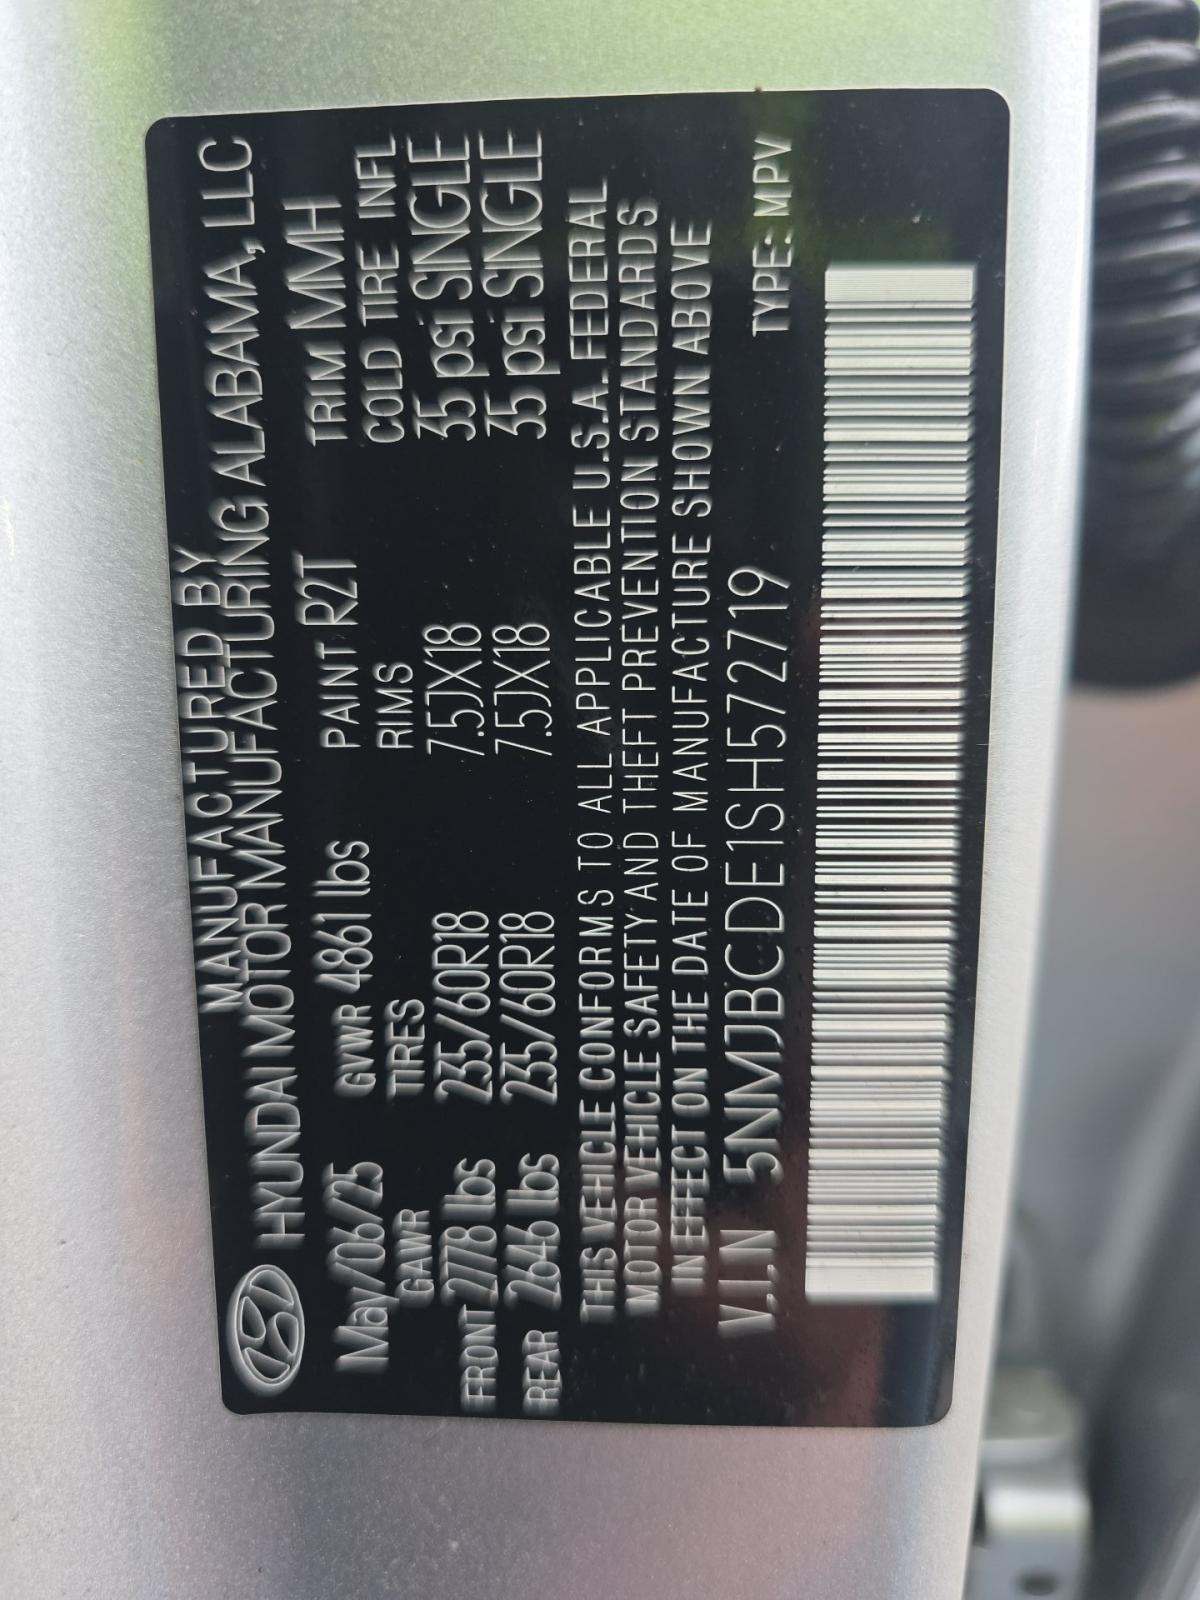 MANUFACTURED BY
HYUNDAI MOTOR MANUFACTURING ALABAMA, LLC
May/06/25 GVWR 4861 lbs PAINT R2T TRIM MMH
GAWR TIRES RIMS COLD TIRE INFL
FRONT 2778 lbs 235/60R18 7.5JX18 35 psi SINGLE
REAR 2646 lbs 235/60R18 7.5JX18 35 psi SINGLE
THIS VEHICLE CONFORMS TO ALL APPLICABLE U.S.A. FEDERAL
MOTOR VEHICLE SAFETY AND THEFT PREVENTION STANDARDS
IN EFFECT ON THE DATE OF MANUFACTURE SHOWN ABOVE
V.I.N 5NMJBCDE1SH572719 TYPE: MPV